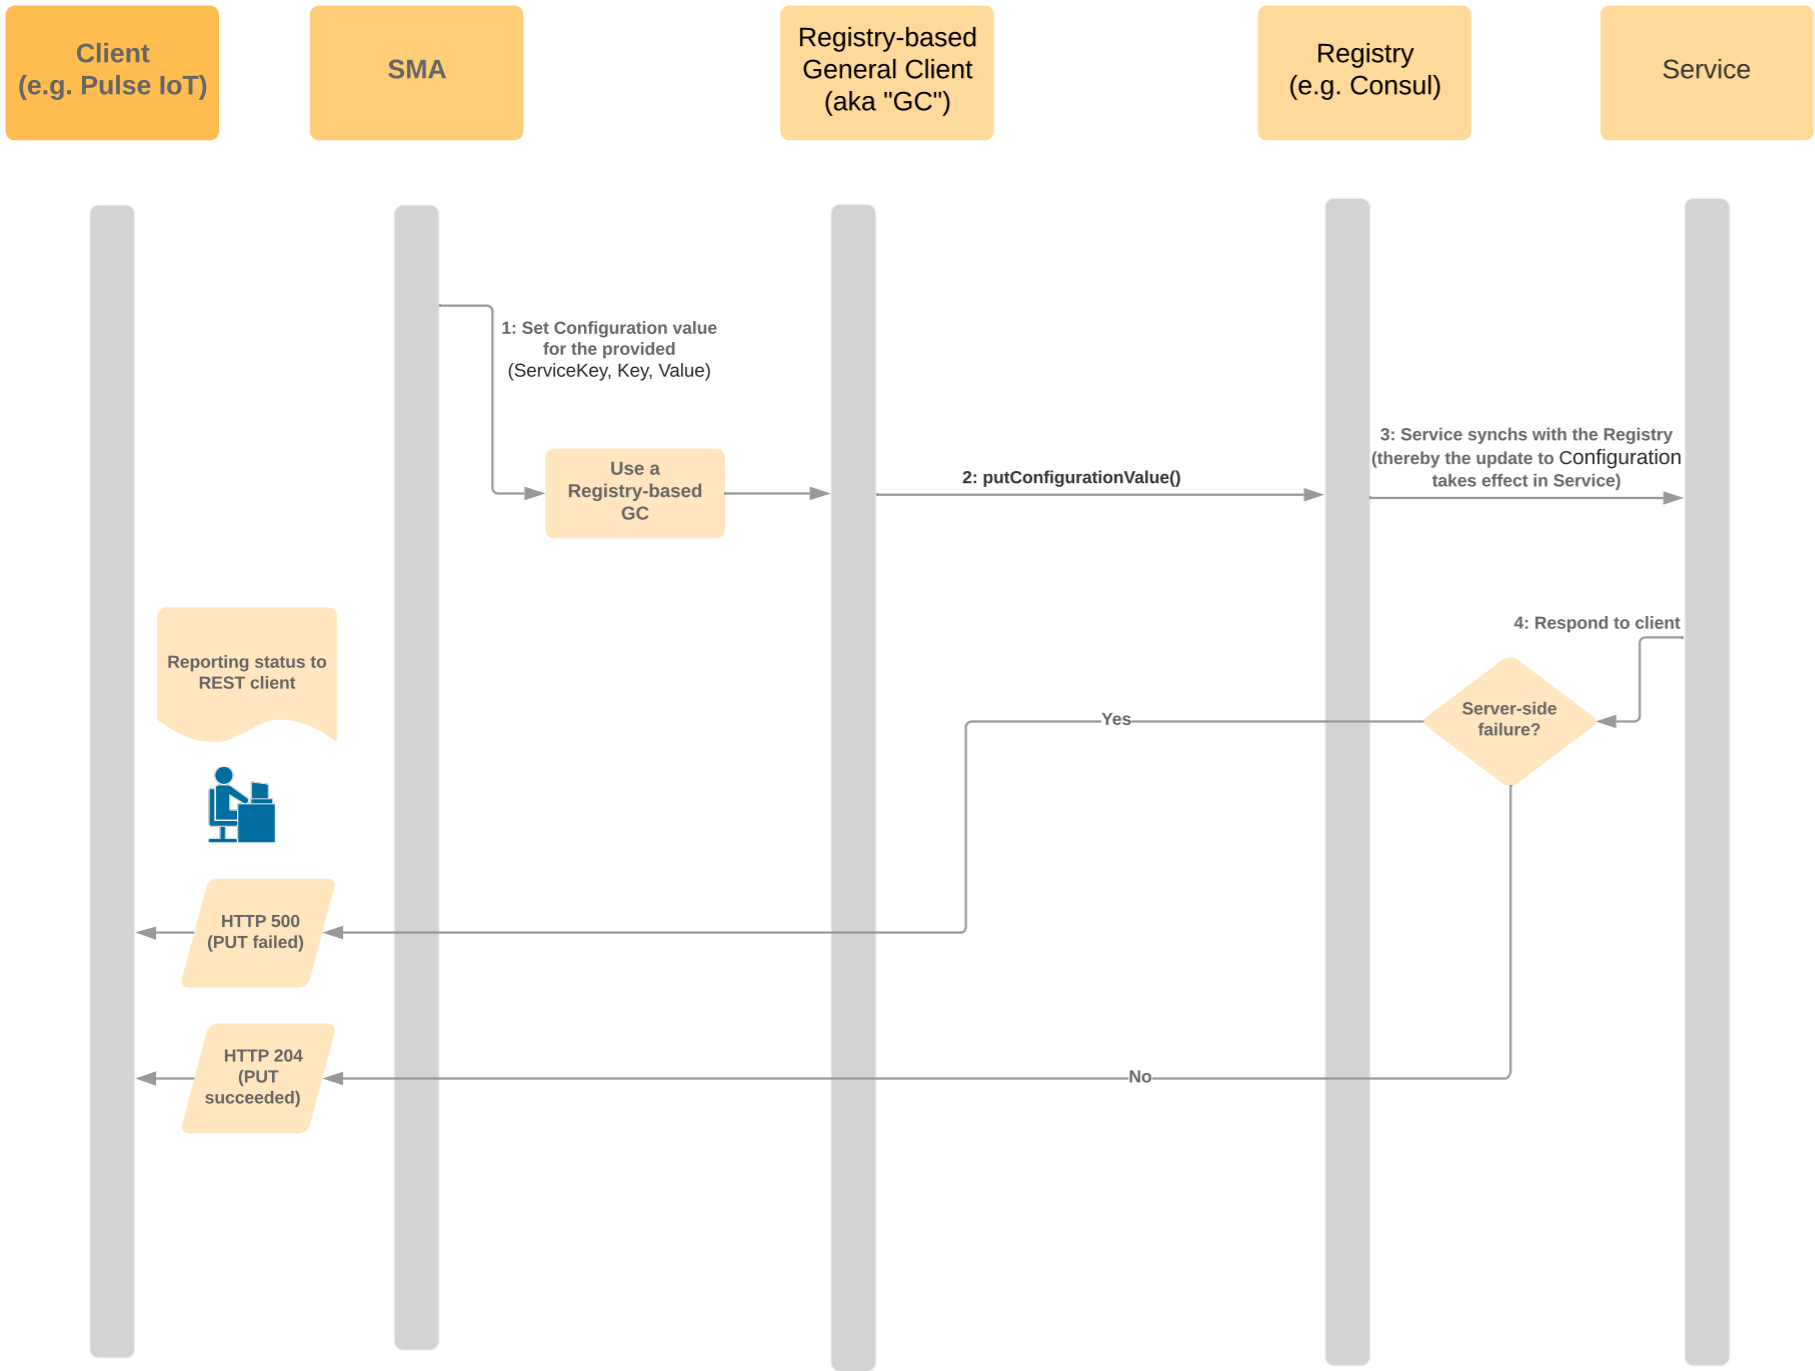 Client
(e.g. Pulse IoT)
SMA
Registry-based
General Client
(aka "GC")
Registry
(e.g. Consul)
Service
1: Set Configuration value
for the provided
(ServiceKey, Key, Value)
Use a
Registry-based
GC
2: putConfigurationValue()
3: Service synchs with the Registry
(thereby the update to Configuration
takes effect in Service)
4: Respond to client
Server-side
failure?
Yes
Reporting status to
REST client
HTTP 500
(PUT failed)
HTTP 204
(PUT
succeeded)
No